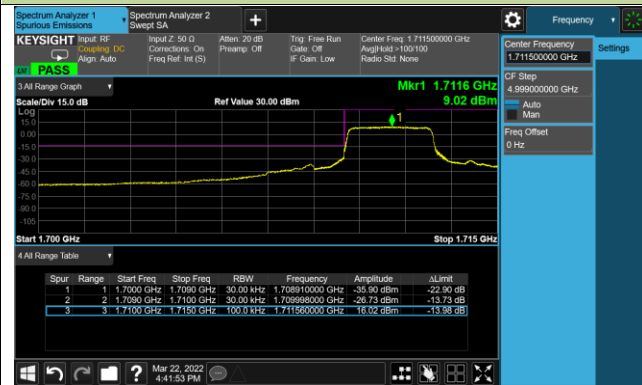 Spectrum Analyzer 1
Spurious Emissions
Spectrum Analyzer 2
Swept SA
Frequency
KEYSIGHT
Input: RF
Coupling: DC
Align: Auto
Input Z: 50 Ω
Corrections: On
Freq Ref: Int (S)
Atten: 20 dB
Preamp: Off
Trig: Free Run
Gate: Off
IF Gain: Low
Center Freq: 1.711500000 GHz
Avg|Hold:>100/100
Radio Std: None
PASS
Center Frequency
1.711500000 GHz
Settings
CF Step
4.999000000 GHz
Auto
Man
Freq Offset
0 Hz
3 All Range Graph
Mkr1 1.7116 GHz
Scale/Div 15.0 dB
Ref Value 30.00 dBm
9.02 dBm
Log
15.0
0.00
-15.0
-30.0
-45.0
-60.0
-75.0
-90.0
-105
1
Start 1.700 GHz
Stop 1.715 GHz
4 All Range Table
Spur Range Start Freq Stop Freq RBW Frequency Amplitude ΔLimit
1 1 1.7000 GHz 1.7090 GHz 30.00 kHz 1.708910000 GHz -35.90 dBm -22.90 dB
2 2 1.7090 GHz 1.7100 GHz 30.00 kHz 1.709998000 GHz -26.73 dBm -13.73 dB
3 3 1.7100 GHz 1.7150 GHz 100.0 kHz 1.711560000 GHz 16.02 dBm -13.98 dB
?
Mar 22, 2022
4:41:53 PM